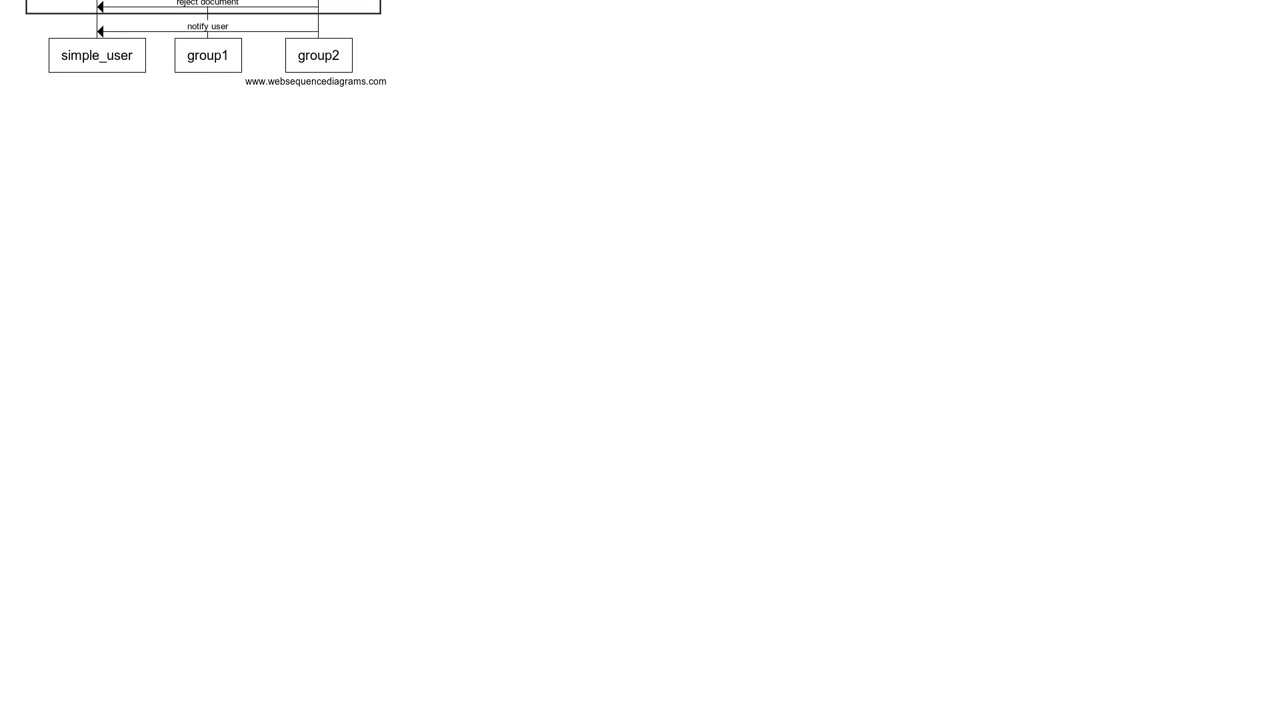 reject document
notify user
simple_user group1 group2
www.websequencediagrams.com